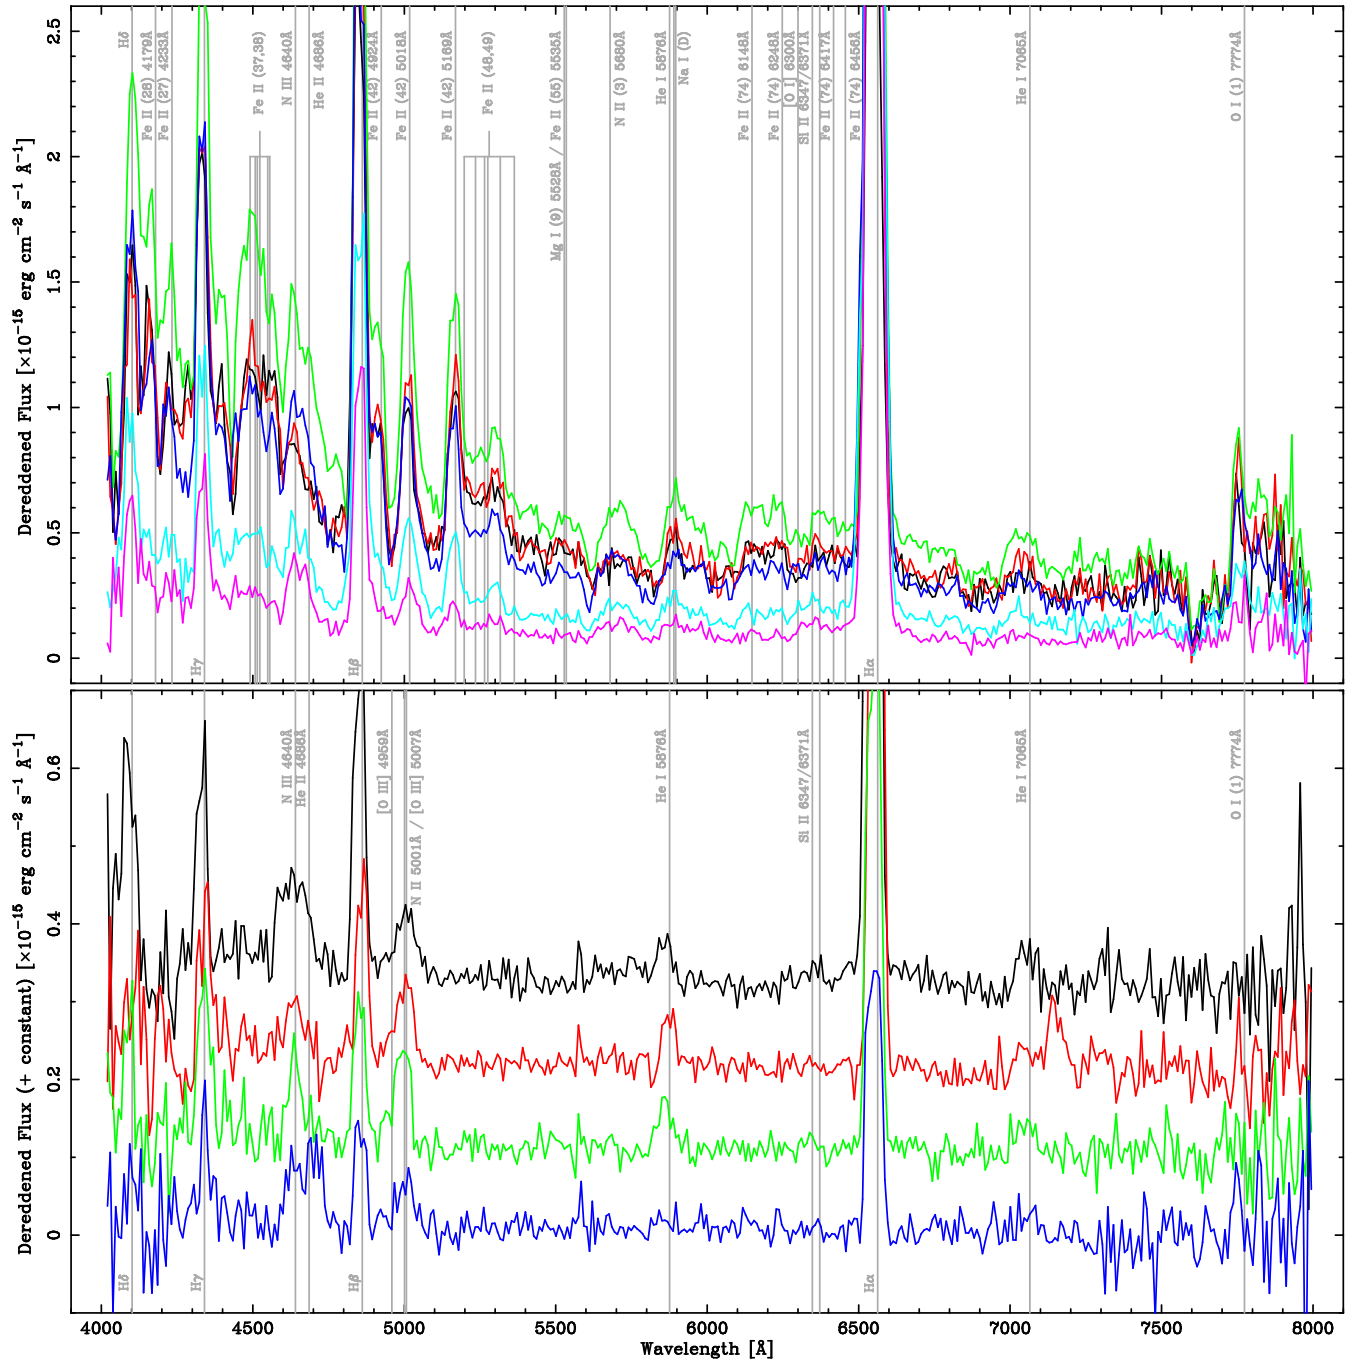 2.5
2
1.5
1
0.5
0
Dereddened Flux [×10⁻¹⁵ erg cm⁻² s⁻¹ Å⁻¹]
Hδ
Fe II (28) 4179Å
Fe II (27) 4233Å
Hγ
Fe II (37,38)
N III 4640Å
He II 4686Å
Hβ
Fe II (42) 4924Å
Fe II (42) 5018Å
Fe II (42) 5169Å
Fe II (48,49)
Mg I (9) 5528Å / Fe II (55) 5535Å
N II (3) 5680Å
He I 5876Å
Na I (D)
Fe II (74) 6148Å
Fe II (74) 6248Å
[O I] 6300Å
Si II 6347/6371Å
Fe II (74) 6417Å
Fe II (74) 6456Å
Hα
He I 7065Å
O I (1) 7774Å
0.6
0.4
0.2
0
Dereddened Flux (+ constant) [×10⁻¹⁵ erg cm⁻² s⁻¹ Å⁻¹]
Hδ
Hγ
N III 4640Å
He II 4686Å
Hβ
[O III] 4959Å
N II 5001Å / [O III] 5007Å
He I 5876Å
Si II 6347/6371Å
Hα
He I 7065Å
O I (1) 7774Å
4000 4500 5000 5500 6000 6500 7000 7500 8000
Wavelength [Å]